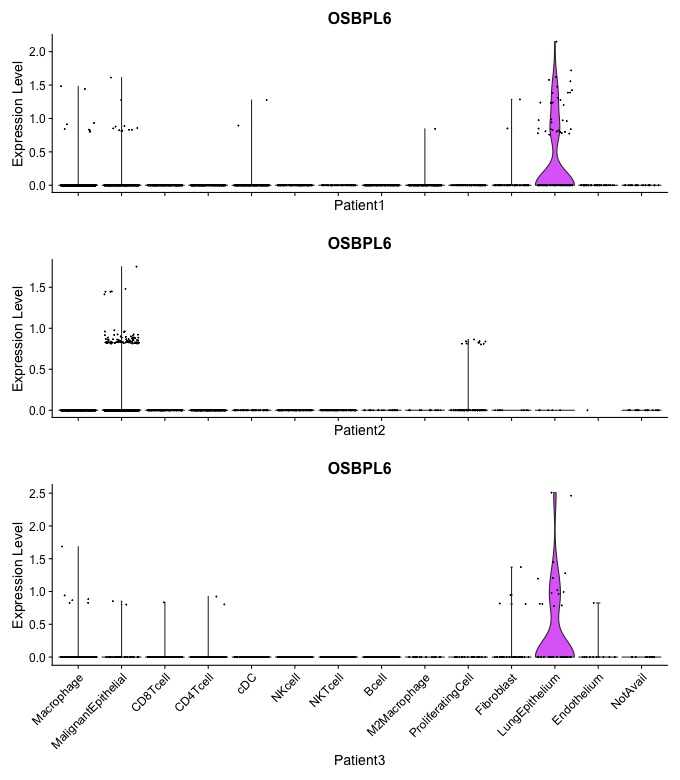 OSBPL6
Expression Level
2.0
1.5
1.0
0.5
0.0
Patient1
OSBPL6
Expression Level
1.5
1.0
0.5
0.0
Patient2
OSBPL6
Expression Level
2.5
2.0
1.5
1.0
0.5
0.0
Macrophage
MalignantEpithelial
CD8Tcell
CD4Tcell
cDC
NKcell
NKTcell
Bcell
M2Macrophage
ProliferatingCell
Fibroblast
LungEpithelium
Endothelium
NotAvail
Patient3